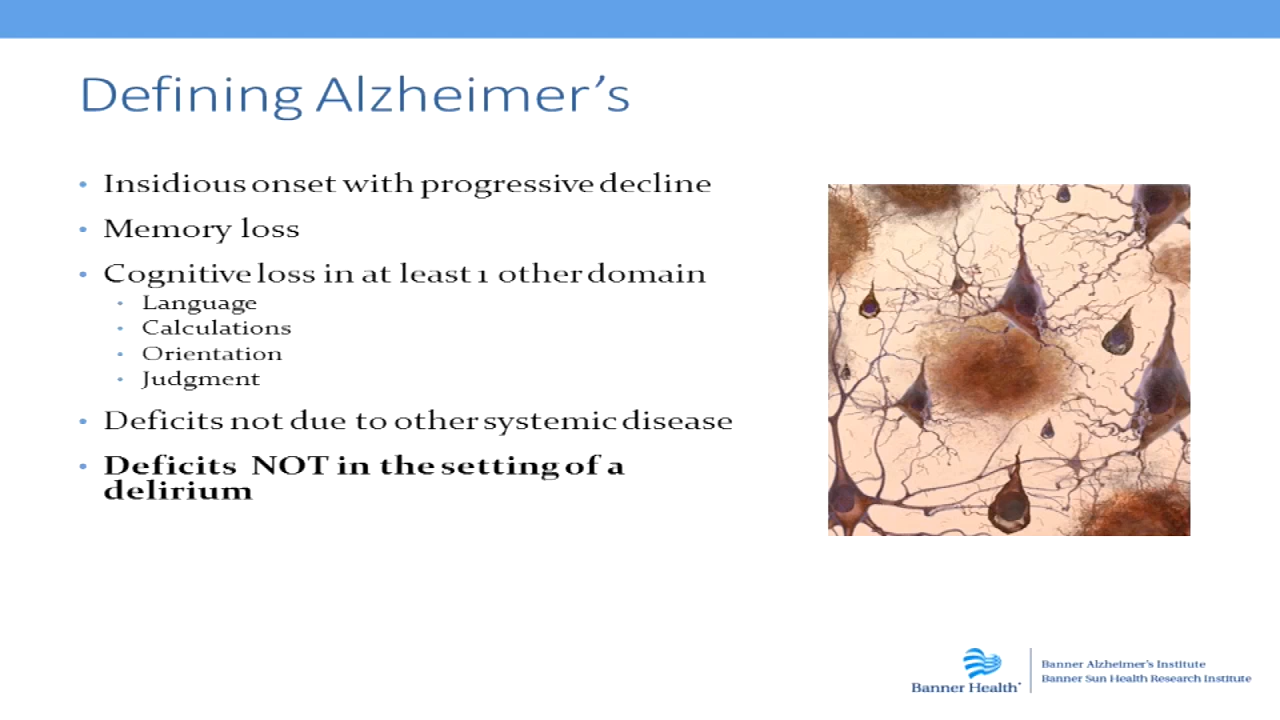 Defining Alzheimer’s
• Insidious onset with progressive decline
• Memory loss
• Cognitive loss in at least 1 other domain
• Language
• Calculations
• Orientation
• Judgment
• Deficits not due to other systemic disease
• Deficits NOT in the setting of a
delirium
Banner Health
Banner Alzheimer’s Institute
Banner Sun Health Research Institute